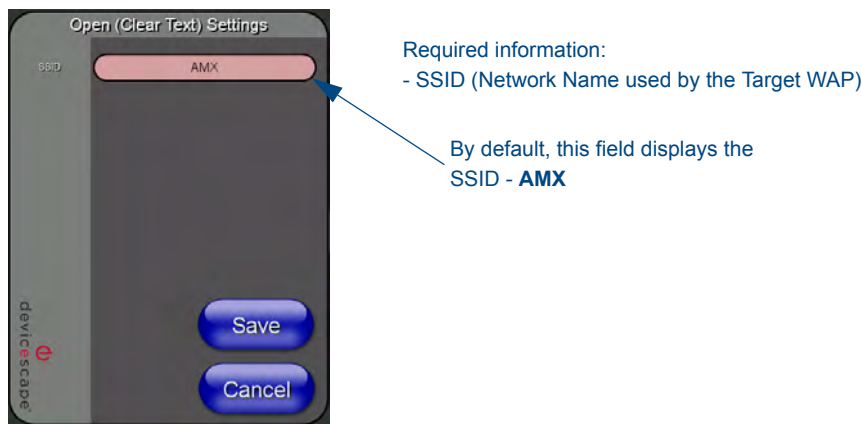 Open (Clear Text) Settings
SSID
AMX
Required information:
- SSID (Network Name used by the Target WAP)
By default, this field displays the
SSID - AMX
Save
Cancel
devicescape